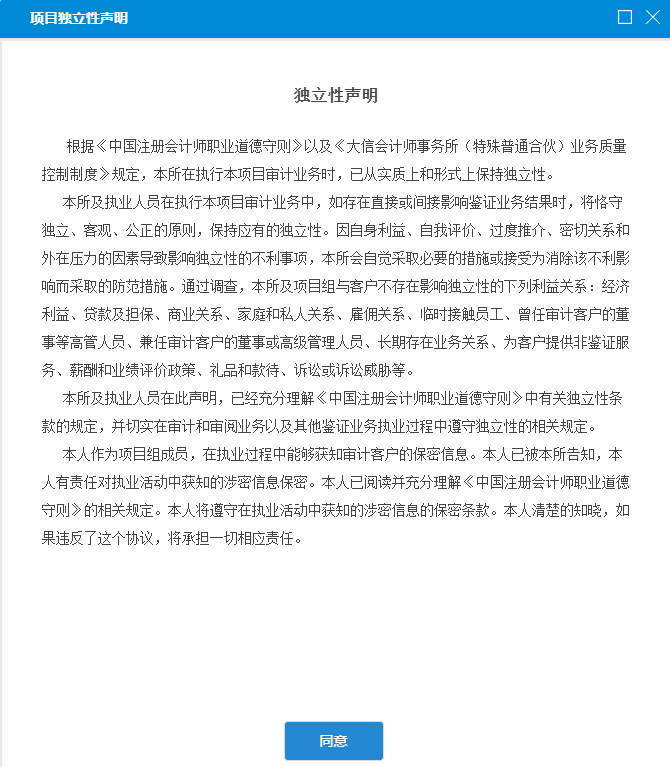 项目独立性声明
独立性声明
根据《中国注册会计师职业道德守则》以及《大信会计师事务所（特殊普通合伙）业务质量
控制制度》规定，本所在执行本项目审计业务时，已从实质上和形式上保持独立性。
本所及执业人员在执行本项目审计业务中，如存在直接或间接影响鉴证业务结果时，将恪守
独立、客观、公正的原则，保持应有的独立性。因自身利益、自我评价、过度推介、密切关系和
外在压力的因素导致影响独立性的不利事项，本所会自觉采取必要的措施或接受为消除该不利影
响而采取的防范措施。通过调查，本所及项目组与客户不存在影响独立性的下列利益关系：经济
利益、贷款及担保、商业关系、家庭和私人关系、雇佣关系、临时接触员工、曾任审计客户的董
事等高管人员、兼任审计客户的董事或高级管理人员、长期存在业务关系、为客户提供非鉴证服
务、薪酬和业绩评价政策、礼品和款待、诉讼或诉讼威胁等。
本所及执业人员在此声明，已经充分理解《中国注册会计师职业道德守则》中有关独立性条
款的规定，并切实在审计和审阅业务以及其他鉴证业务执业过程中遵守独立性的相关规定。
本人作为项目组成员，在执业过程中能够获知审计客户的保密信息。本人已被本所告知，本
人有责任对执业活动中获知的涉密信息保密。本人已阅读并充分理解《中国注册会计师职业道德
守则》的相关规定。本人将遵守在执业活动中获知的涉密信息的保密条款。本人清楚的知晓，如
果违反了这个协议，将承担一切相应责任。
同意